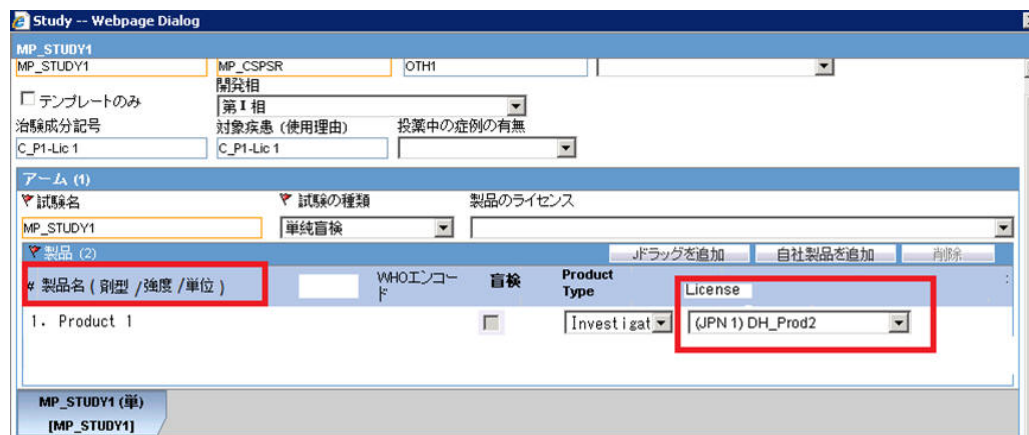 Study -- Webpage Dialog
MP_STUDY1
MP_STUDY1 MP_CSPSR OTH1
開発相
テンプレートのみ 第Ⅰ相
治験成分記号 対象疾患 (使用理由) 投薬中の症例の有無
C_P1-Lic 1 C_P1-Lic 1
アーム (1)
試験名 試験の種類 製品のライセンス
MP_STUDY1 単純盲検
製品 (2) Jドラッグを追加 自社製品を追加 削除
# 製品名 ( 剤型 /強度 /単位 ) WHOエンコード 盲検 Product Type License
1. Product 1 Investigat (JPN 1) DH_Prod2
MP_STUDY1 (単)
[MP_STUDY1]